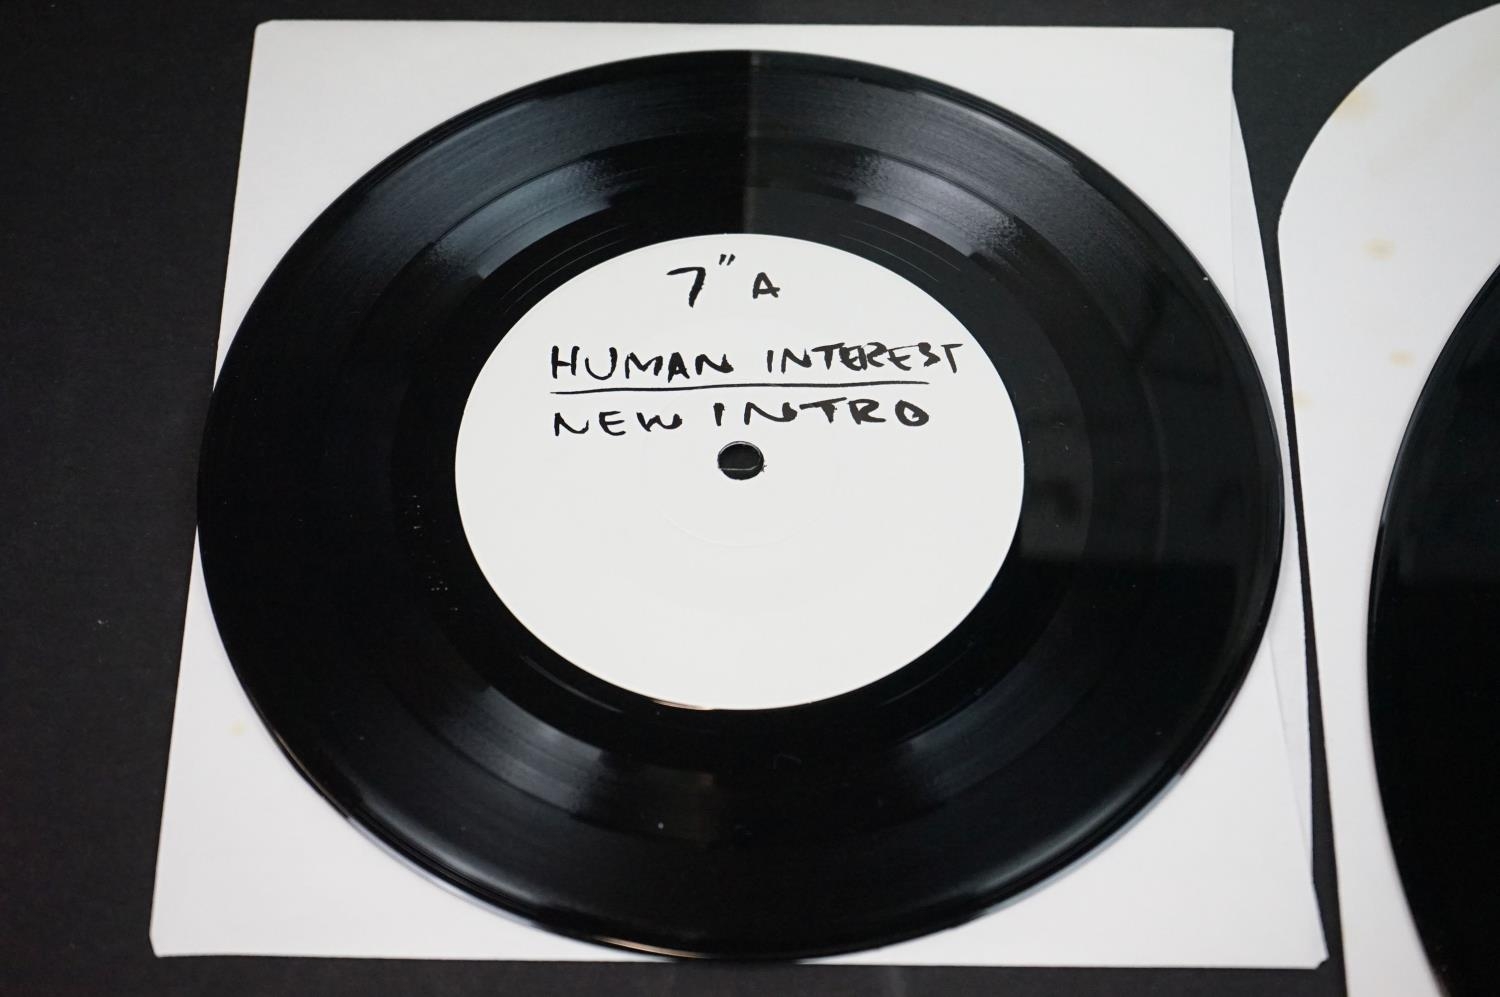 7" A
HUMAN INTEREST
NEW INTRO